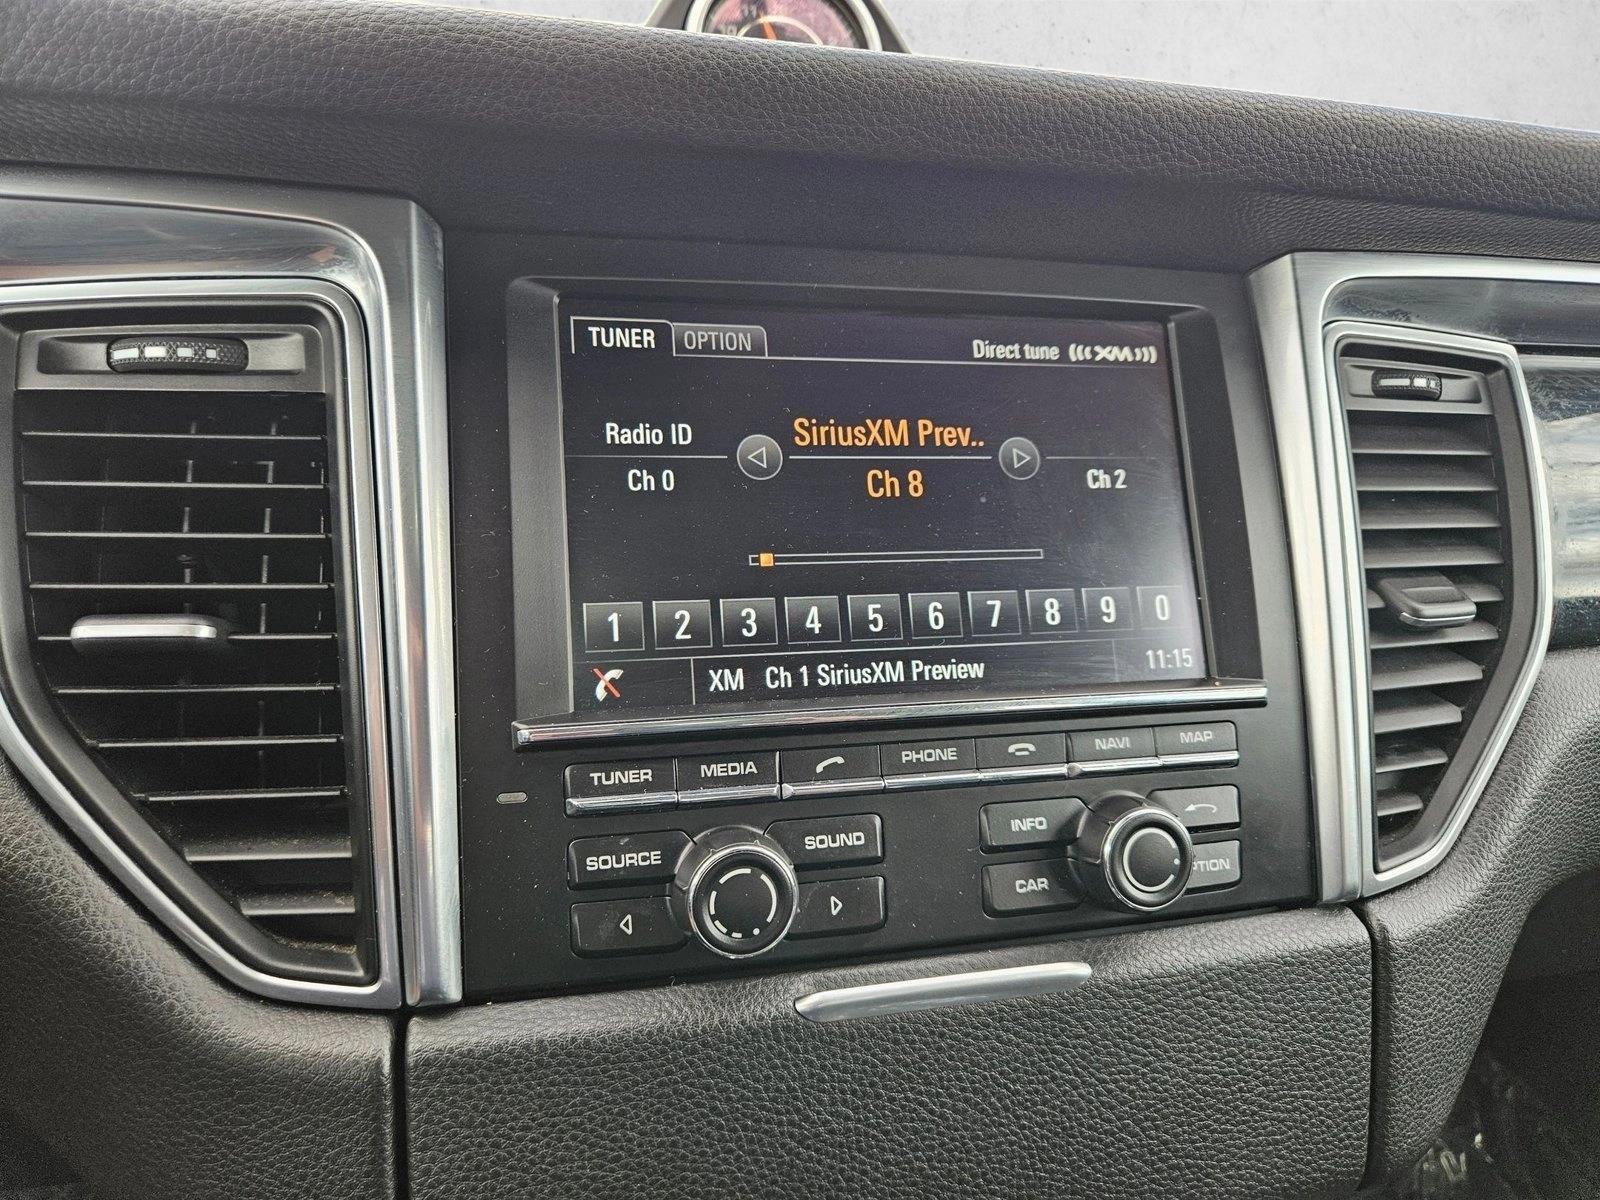 TUNER OPTION
Direct tune XM
Radio ID SiriusXM Prev..
Ch 0 Ch 8 Ch 2
1 2 3 4 5 6 7 8 9 0
XM Ch 1 SiriusXM Preview 11:15
TUNER MEDIA PHONE NAVI MAP
SOURCE SOUND INFO
CAR PTION